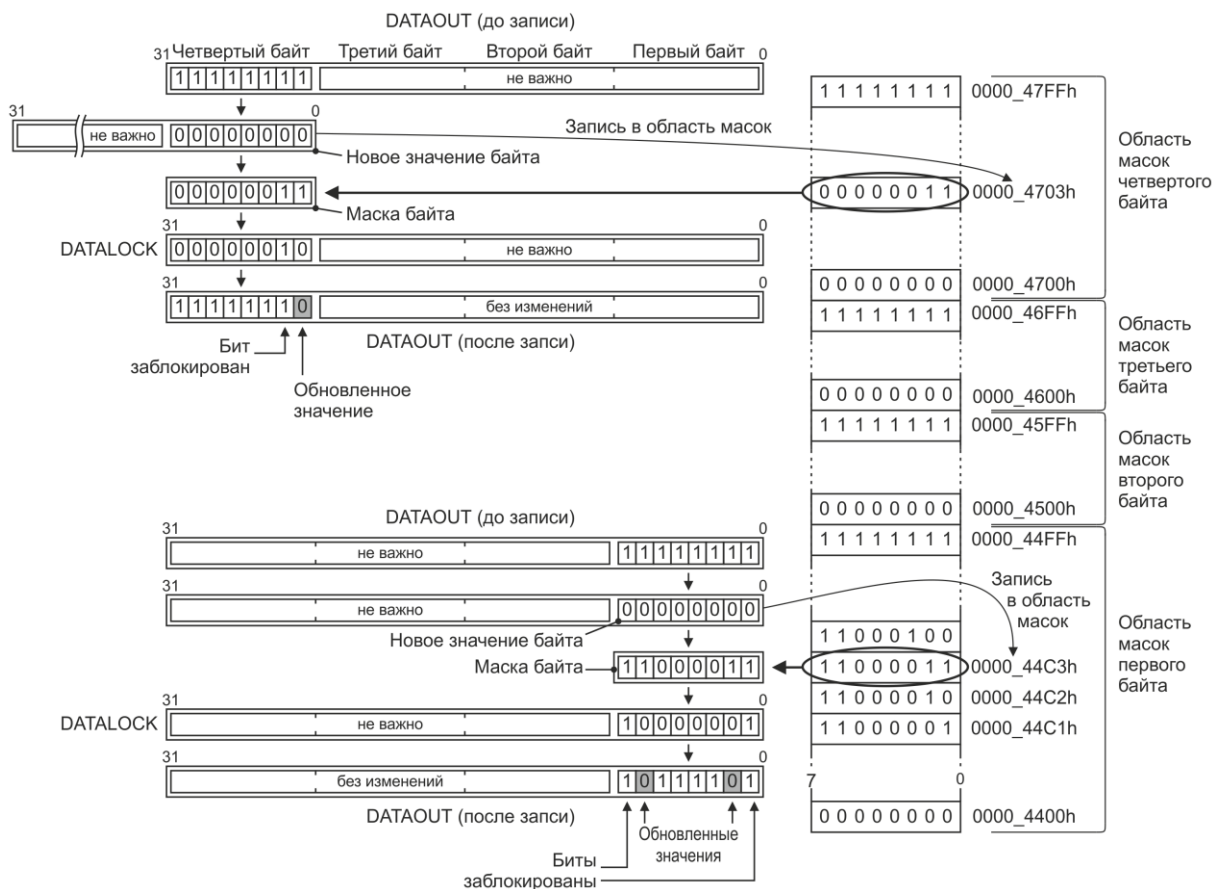 DATAOUT (до записи)
31 Четвертый байт Третий байт Второй байт Первый байт 0
1 1 1 1 1 1 1 1 не важно
31 0
не важно 0 0 0 0 0 0 0 0
Новое значение байта
Запись в область масок
0 0 0 0 0 0 1 1
Маска байта
31 0
DATALOCK 0 0 0 0 0 0 1 0 не важно
31 0
1 1 1 1 1 1 1 0 без изменений
DATAOUT (после запси)
Бит
заблокирован
Обновленное
значение
1 1 1 1 1 1 1 1 0000_47FFh
0 0 0 0 0 0 1 1 0000_4703h
0 0 0 0 0 0 0 0 0000_4700h
Область
масок
четвертого
байта
1 1 1 1 1 1 1 1 0000_46FFh
0 0 0 0 0 0 0 0 0000_4600h
Область
масок
третьего
байта
1 1 1 1 1 1 1 1 0000_45FFh
0 0 0 0 0 0 0 0 0000_4500h
Область
масок
второго
байта
1 1 1 1 1 1 1 1 0000_44FFh
1 1 0 0 0 1 0 0
1 1 0 0 0 0 1 1 0000_44C3h
1 1 0 0 0 0 1 0 0000_44C2h
1 1 0 0 0 0 0 1 0000_44C1h
7 0
0 0 0 0 0 0 0 0 0000_4400h
Запись
в область
масок
Область
масок
первого
байта
DATAOUT (до записи)
31 0
не важно 1 1 1 1 1 1 1 1
31 0
не важно 0 0 0 0 0 0 0 0
Новое значение байта
Маска байта 1 1 0 0 0 0 1 1
31 0
DATALOCK не важно 1 0 0 0 0 0 0 1
31 0
без изменений 1 0 1 1 1 1 0 1
DATAOUT (после запси)
Обновленные
значения
Биты
заблокированы